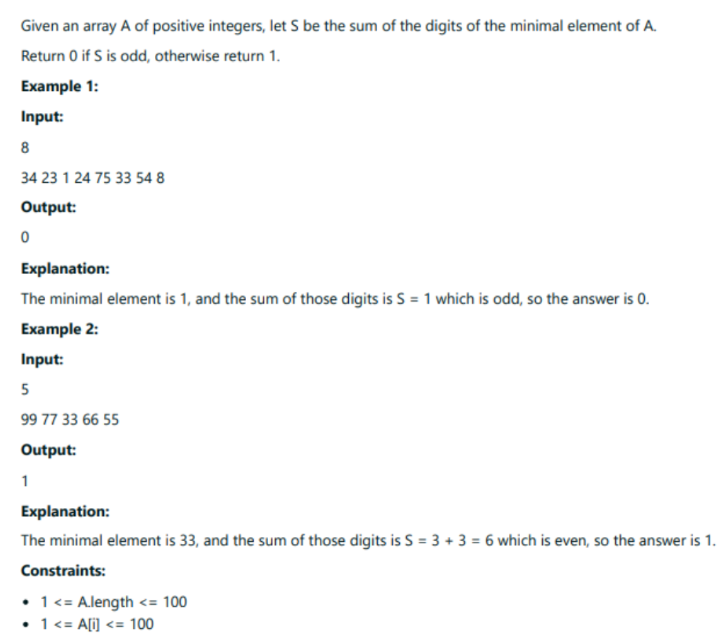 Given an array A of positive integers, let S be the sum of the digits of the minimal element of A.
Return 0 if S is odd, otherwise return 1.
Example 1:
Input:
8
34 23 1 24 75 33 54 8
Output:
0
Explanation:
The minimal element is 1, and the sum of those digits is S = 1 which is odd, so the answer is 0.
Example 2:
Input:
5
99 77 33 66 55
Output:
1
Explanation:
The minimal element is 33, and the sum of those digits is S = 3 + 3 = 6 which is even, so the answer is 1.
Constraints:
• 1 <= A.length <= 100
• 1 <= A[i] <= 100